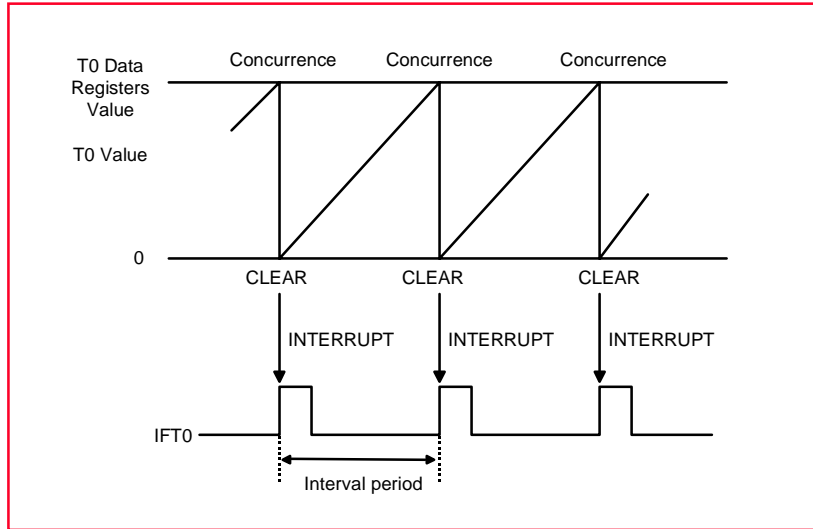 T0 Data
Registers
Value
Concurrence Concurrence Concurrence
T0 Value
0
CLEAR CLEAR CLEAR
INTERRUPT INTERRUPT INTERRUPT
IFT0
Interval period